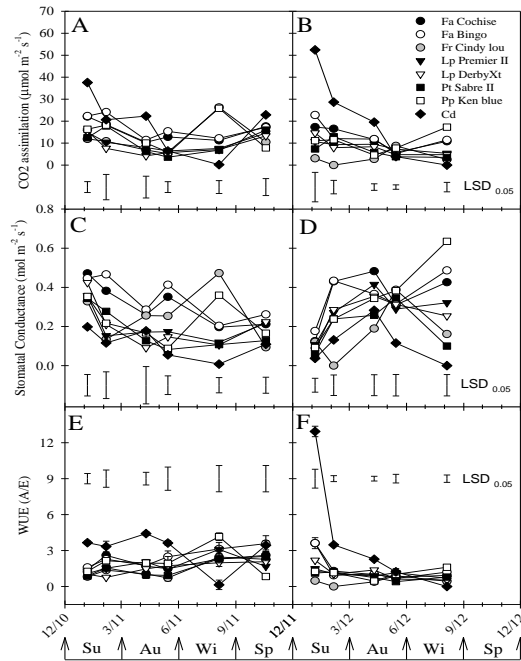 A
B
Fa Cochise
Fa Bingo
Fr Cindy lou
Lp Premier II
Lp DerbyXt
Pt Sabre II
Pp Ken blue
Cd
CO2 assimilation (µmol m⁻² s⁻¹)
70
60
50
40
30
20
10
0
LSD 0.05
C
D
Stomatal Conductance (mol m⁻² s⁻¹)
0.8
0.6
0.4
0.2
0.0
LSD 0.05
E
F
WUE (A/E)
12
9
6
3
0
LSD 0.05
12/10 3/11 6/11 9/11 12/11 3/12 6/12 9/12 12/12
Su Au Wi Sp Su Au Wi Sp